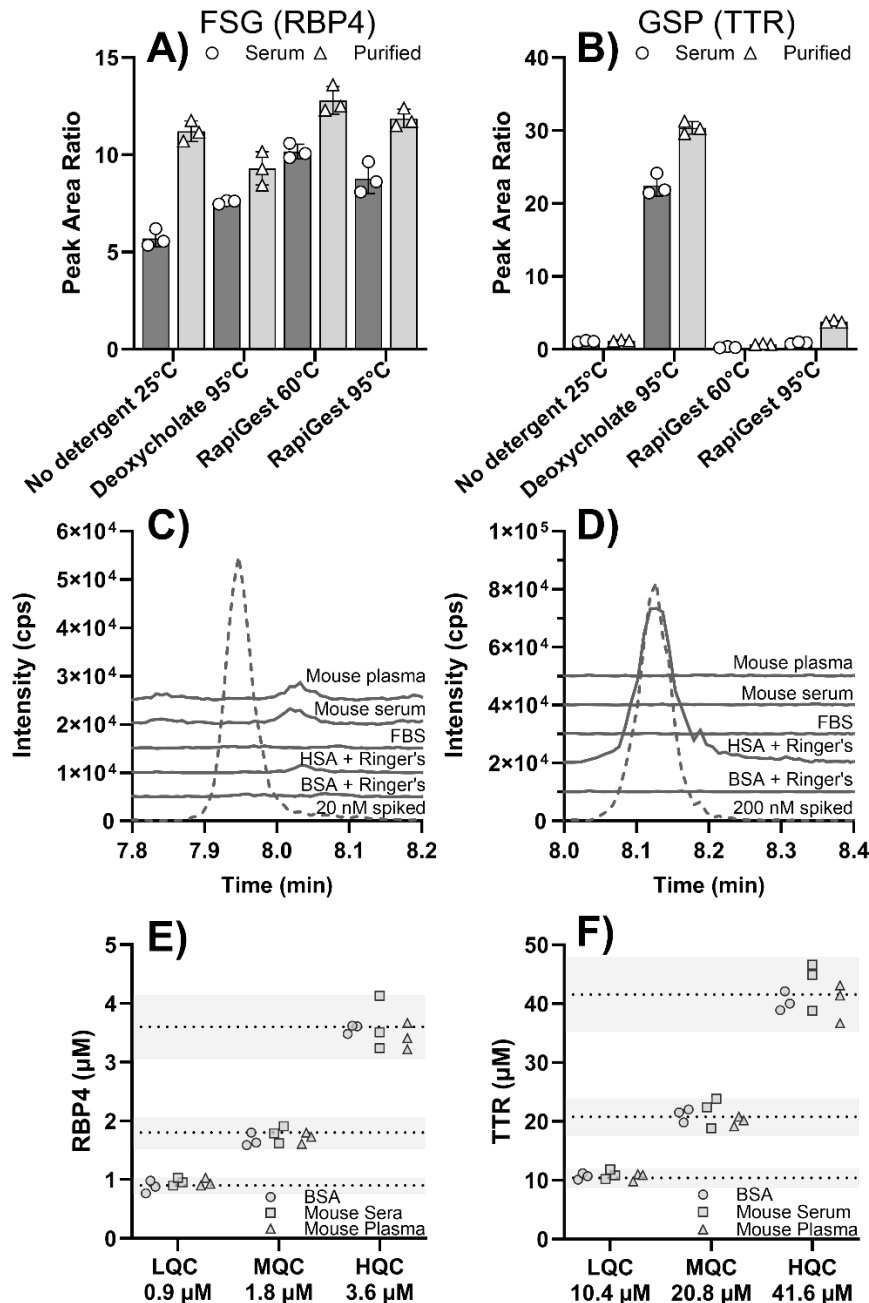 FSG (RBP4)
GSP (TTR)
A)
○ Serum △ Purified
Peak Area Ratio
15
10
5
0
No detergent 25°C
Deoxycholate 95°C
RapiGest 60°C
RapiGest 95°C
B)
○ Serum △ Purified
Peak Area Ratio
40
30
20
10
0
No detergent 25°C
Deoxycholate 95°C
RapiGest 60°C
RapiGest 95°C
C)
Intensity (cps)
6×10⁴
5×10⁴
4×10⁴
3×10⁴
2×10⁴
1×10⁴
0
Mouse plasma
Mouse serum
FBS
HSA + Ringer's
BSA + Ringer's
20 nM spiked
7.8 7.9 8.0 8.1 8.2
Time (min)
D)
Intensity (cps)
1×10⁵
8×10⁴
6×10⁴
4×10⁴
2×10⁴
0
Mouse plasma
Mouse serum
FBS
HSA + Ringer's
BSA + Ringer's
200 nM spiked
8.0 8.1 8.2 8.3 8.4
Time (min)
E)
RBP4 (µM)
5
4
3
2
1
0
○ BSA
□ Mouse Sera
△ Mouse Plasma
LQC MQC HQC
0.9 µM 1.8 µM 3.6 µM
F)
TTR (µM)
50
40
30
20
10
0
○ BSA
□ Mouse Serum
△ Mouse Plasma
LQC MQC HQC
10.4 µM 20.8 µM 41.6 µM